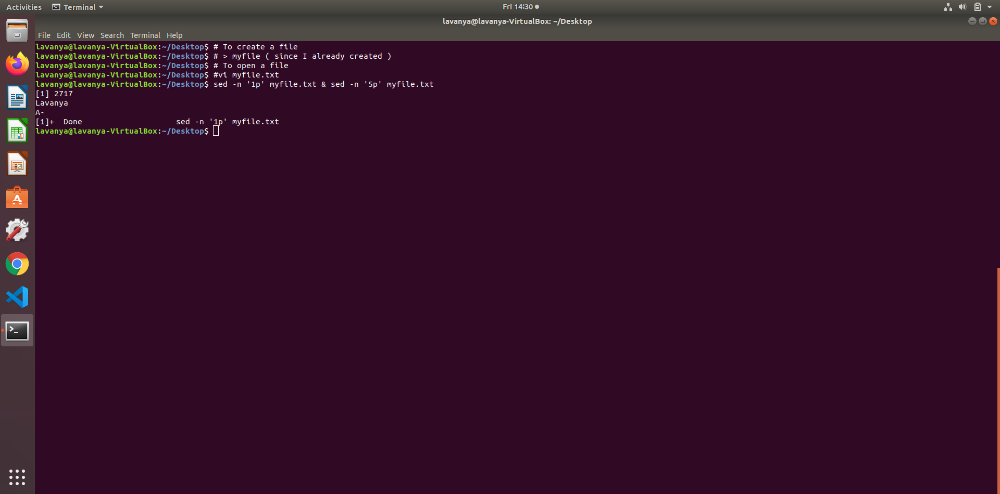 Activities Terminal Fri 14:30
lavanya@lavanya-VirtualBox: ~/Desktop
File Edit View Search Terminal Help
lavanya@lavanya-VirtualBox:~/Desktop$ # To create a file
lavanya@lavanya-VirtualBox:~/Desktop$ # > myfile ( since I already created )
lavanya@lavanya-VirtualBox:~/Desktop$ # To open a file
lavanya@lavanya-VirtualBox:~/Desktop$ #vi myfile.txt
lavanya@lavanya-VirtualBox:~/Desktop$ sed -n '1p' myfile.txt & sed -n '5p' myfile.txt
[1] 2717
Lavanya
A-
[1]+  Done                    sed -n '1p' myfile.txt
lavanya@lavanya-VirtualBox:~/Desktop$